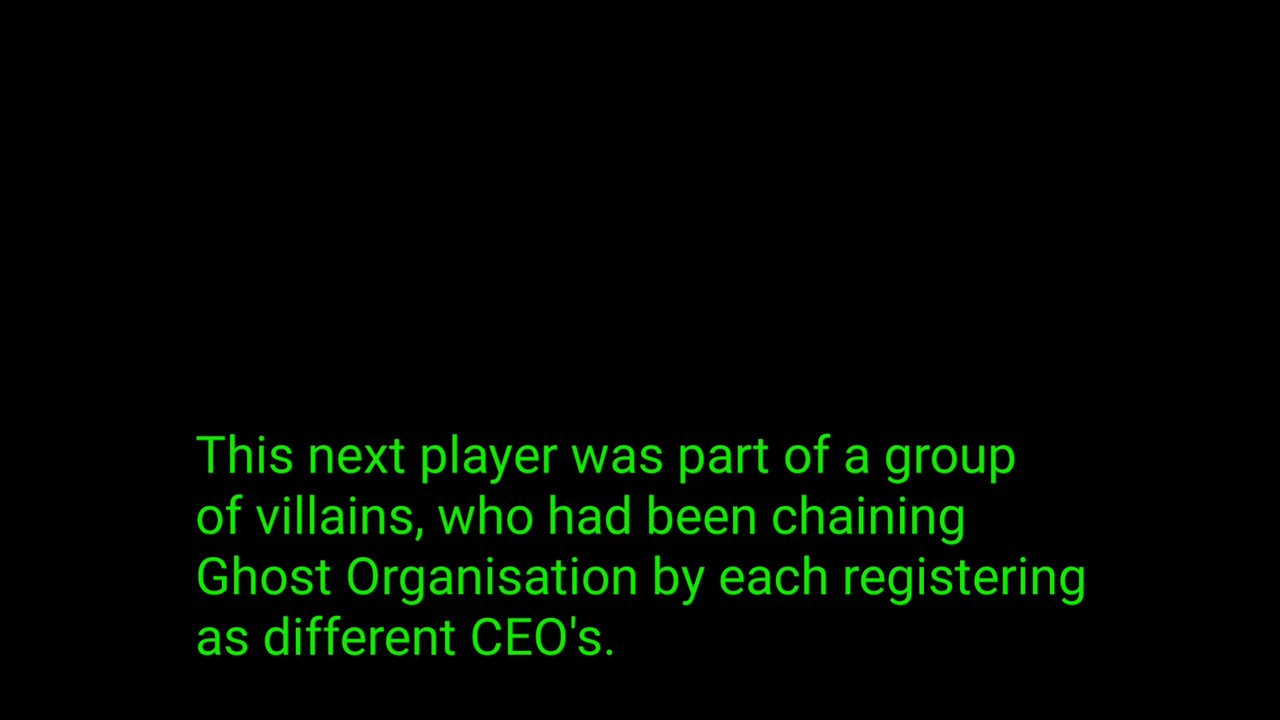 This next player was part of a group
of villains, who had been chaining
Ghost Organisation by each registering
as different CEO's.